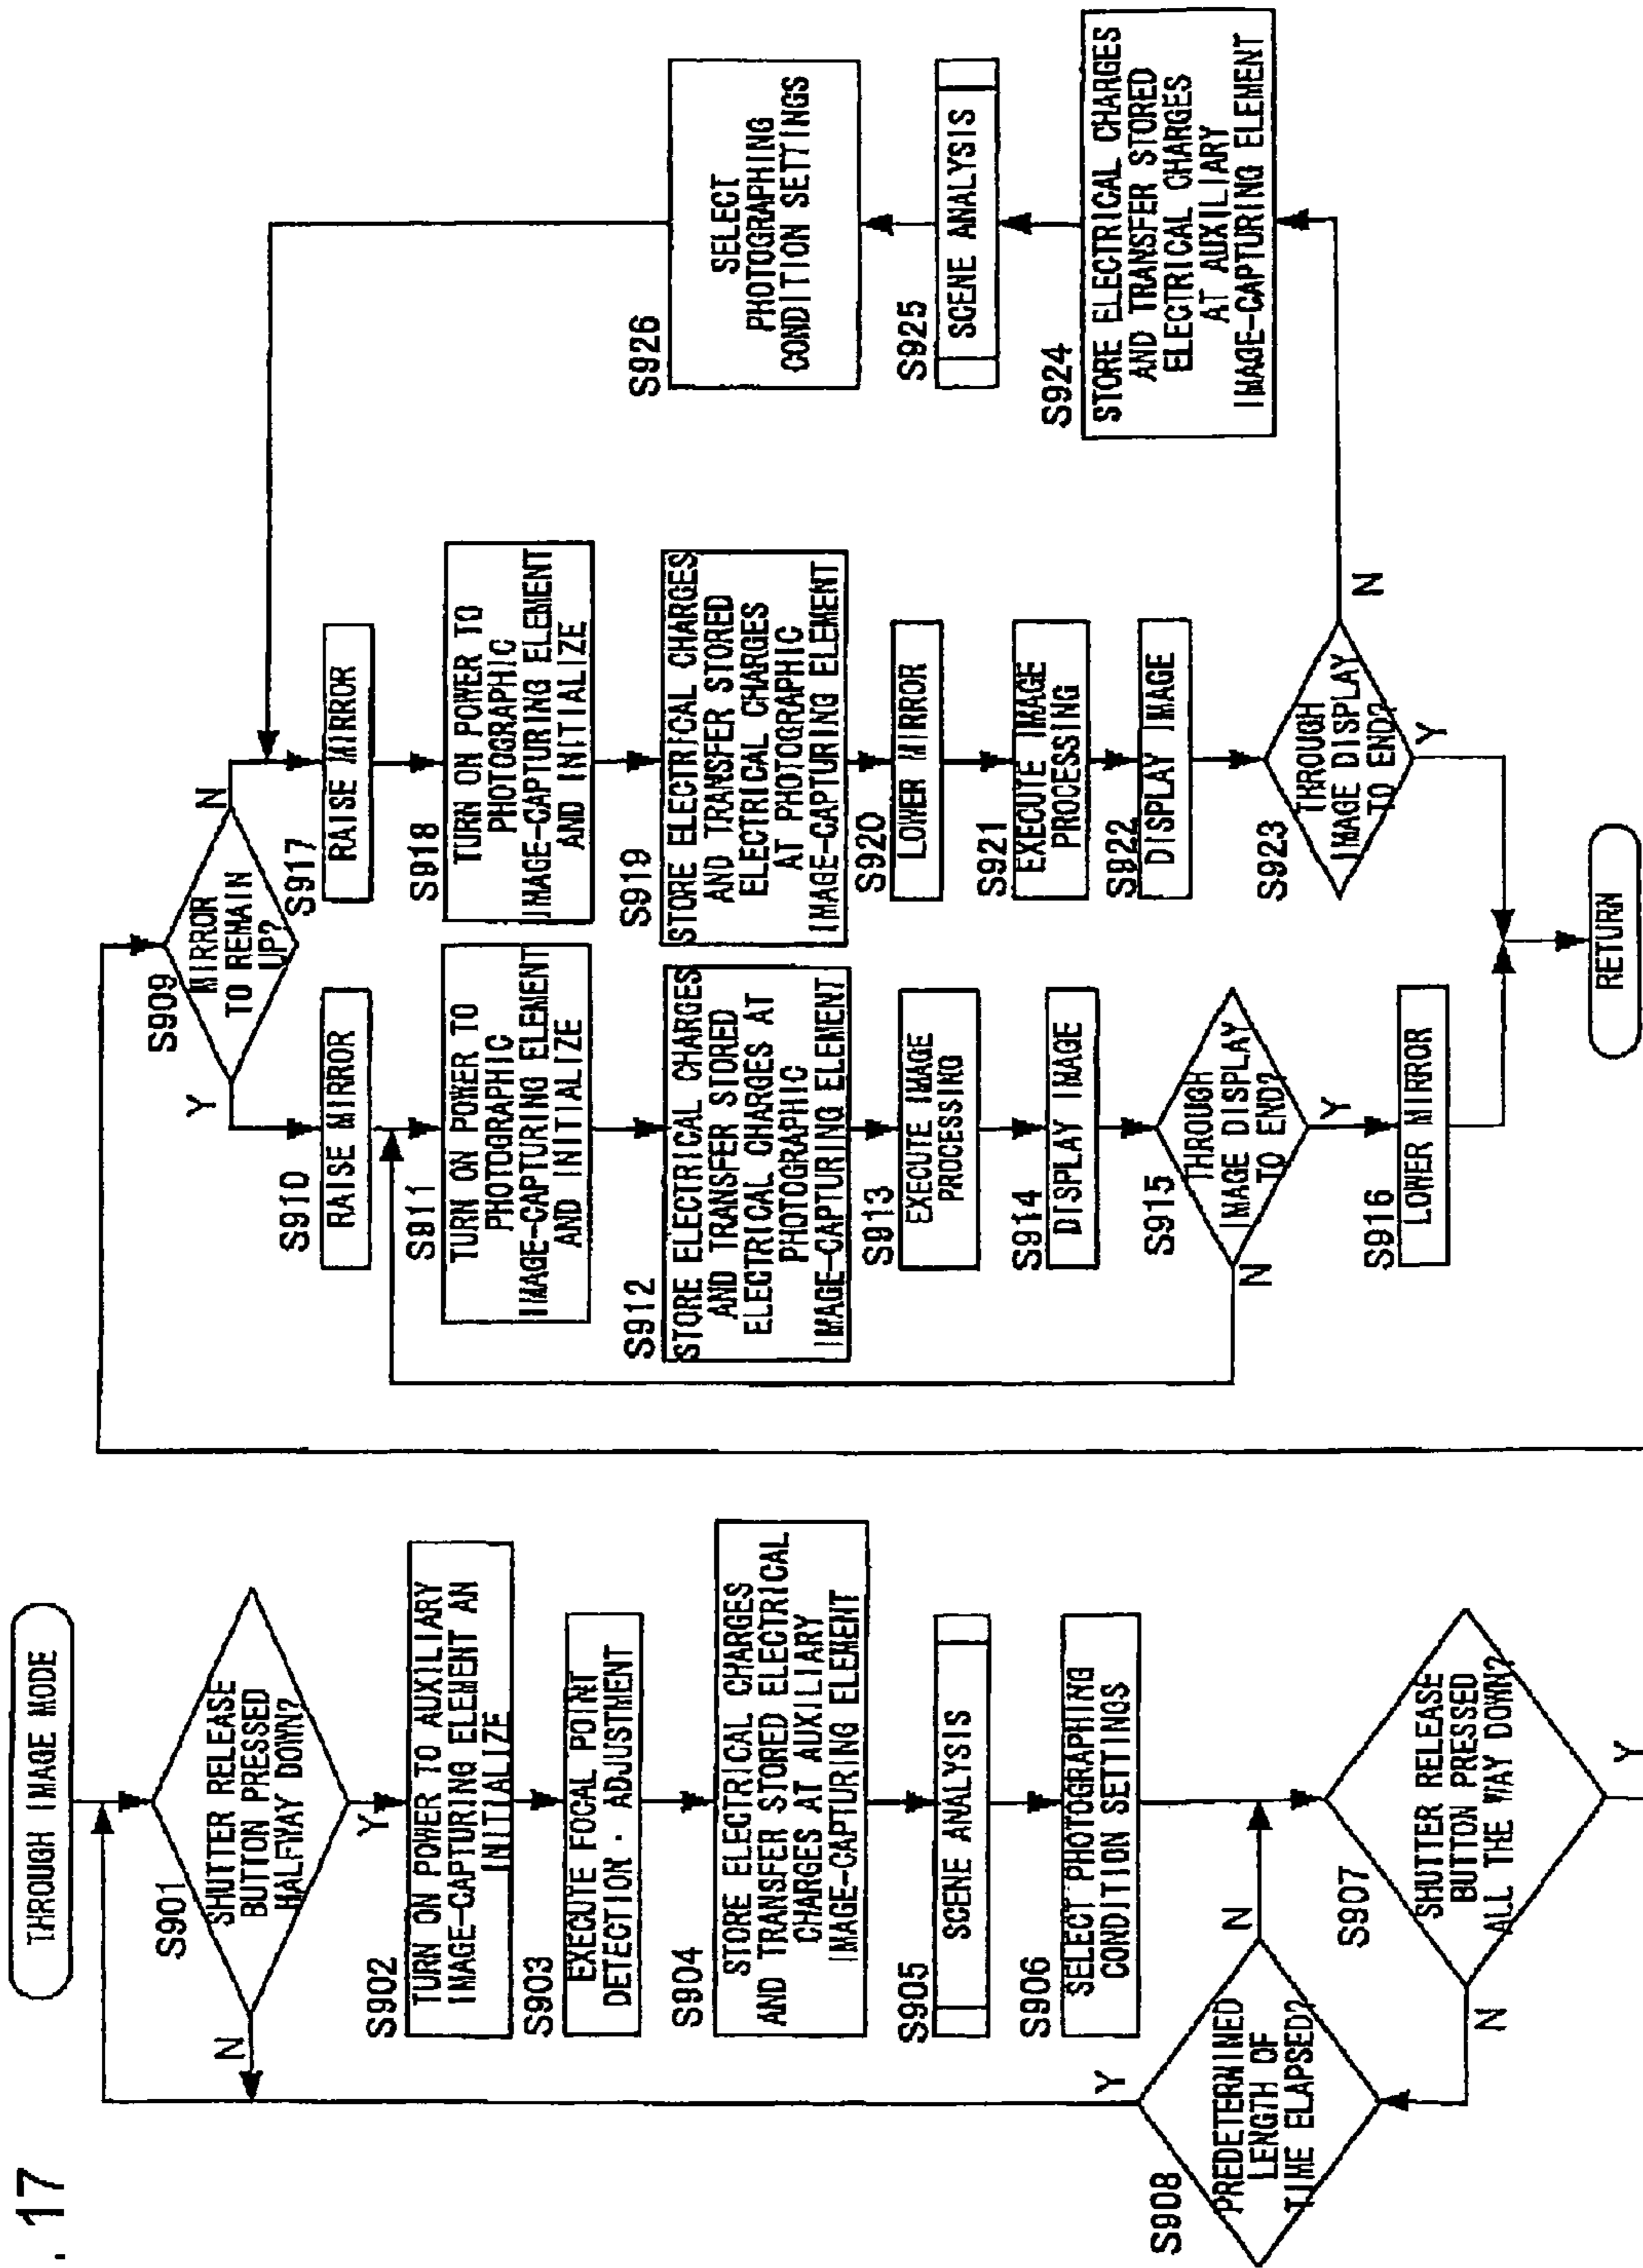 . 17
THROUGH IMAGE MODE
S901
SHUTTER RELEASE
BUTTON PRESSED
HALFWAY DOWN?
N
Y
S902
TURN ON POWER TO AUXILIARY
IMAGE-CAPTURING ELEMENT AN
INITIALIZE
S903
EXECUTE FOCAL POINT
DETECTION · ADJUSTMENT
S904
STORE ELECTRICAL CHARGES
AND TRANSFER STORED ELECTRICAL
CHARGES AT AUXILIARY
IMAGE-CAPTURING ELEMENT
S905
SCENE ANALYSIS
S906
SELECT PHOTOGRAPHING
CONDITION SETTINGS
S907
SHUTTER RELEASE
BUTTON PRESSED
ALL THE WAY DOWN?
N
Y
S908
PREDETERMINED
LENGTH OF
TIME ELAPSED?
Y
N
S909
MIRROR
TO REMAIN
UP?
Y
N
S910
RAISE MIRROR
S911
TURN ON POWER TO
PHOTOGRAPHIC
IMAGE-CAPTURING ELEMENT
AND INITIALIZE
S912
STORE ELECTRICAL CHARGES
AND TRANSFER STORED
ELECTRICAL CHARGES AT
PHOTOGRAPHIC
IMAGE-CAPTURING ELEMENT
S913
EXECUTE IMAGE
PROCESSING
S914
DISPLAY IMAGE
S915
THROUGH
IMAGE DISPLAY
TO END?
N
Y
S916
LOWER MIRROR
S917
RAISE MIRROR
S918
TURN ON POWER TO
PHOTOGRAPHIC
IMAGE-CAPTURING ELEMENT
AND INITIALIZE
S919
STORE ELECTRICAL CHARGES
AND TRANSFER STORED
ELECTRICAL CHARGES
AT PHOTOGRAPHIC
IMAGE-CAPTURING ELEMENT
S920
LOWER MIRROR
S921
EXECUTE IMAGE
PROCESSING
S922
DISPLAY IMAGE
S923
THROUGH
IMAGE DISPLAY
TO END?
N
Y
RETURN
S924
STORE ELECTRICAL CHARGES
AND TRANSFER STORED
ELECTRICAL CHARGES
AT AUXILIARY
IMAGE-CAPTURING ELEMENT
S925
SCENE ANALYSIS
S926
SELECT
PHOTOGRAPHING
CONDITION SETTINGS